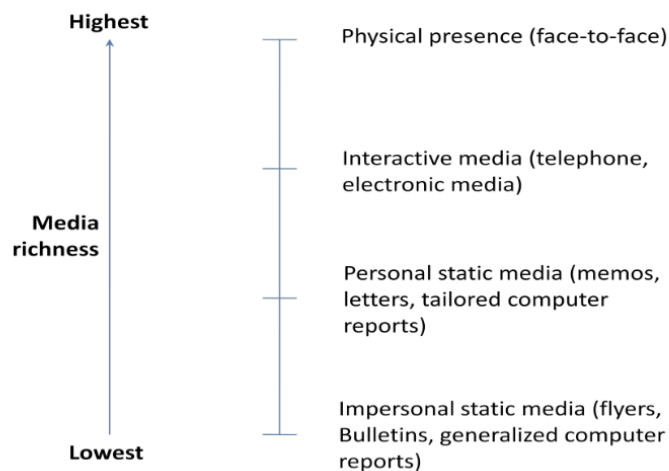 Highest
Physical presence (face-to-face)
Interactive media (telephone,
electronic media)
Media
richness
Personal static media (memos,
letters, tailored computer
reports)
Impersonal static media (flyers,
Bulletins, generalized computer
reports)
Lowest